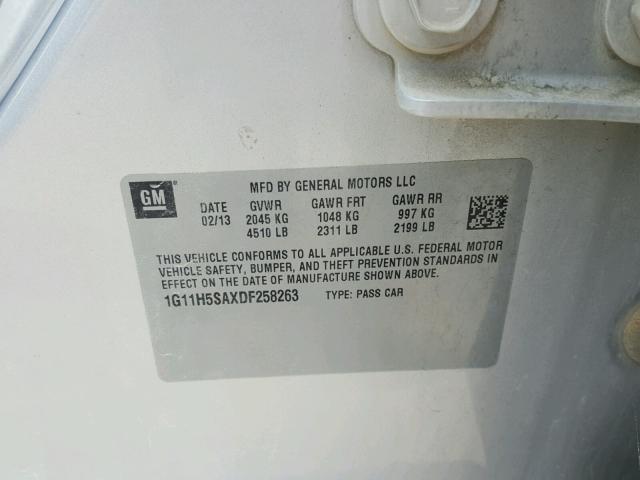 GM
MFD BY GENERAL MOTORS LLC
DATE GVWR GAWR FRT GAWR RR
02/13 2045 KG 1048 KG 997 KG
4510 LB 2311 LB 2199 LB
THIS VEHICLE CONFORMS TO ALL APPLICABLE U.S. FEDERAL MOTOR
VEHICLE SAFETY, BUMPER, AND THEFT PREVENTION STANDARDS
IN EFFECT ON THE DATE OF MANUFACTURE SHOWN ABOVE.
1G11H5SAXDF258263 TYPE: PASS CAR